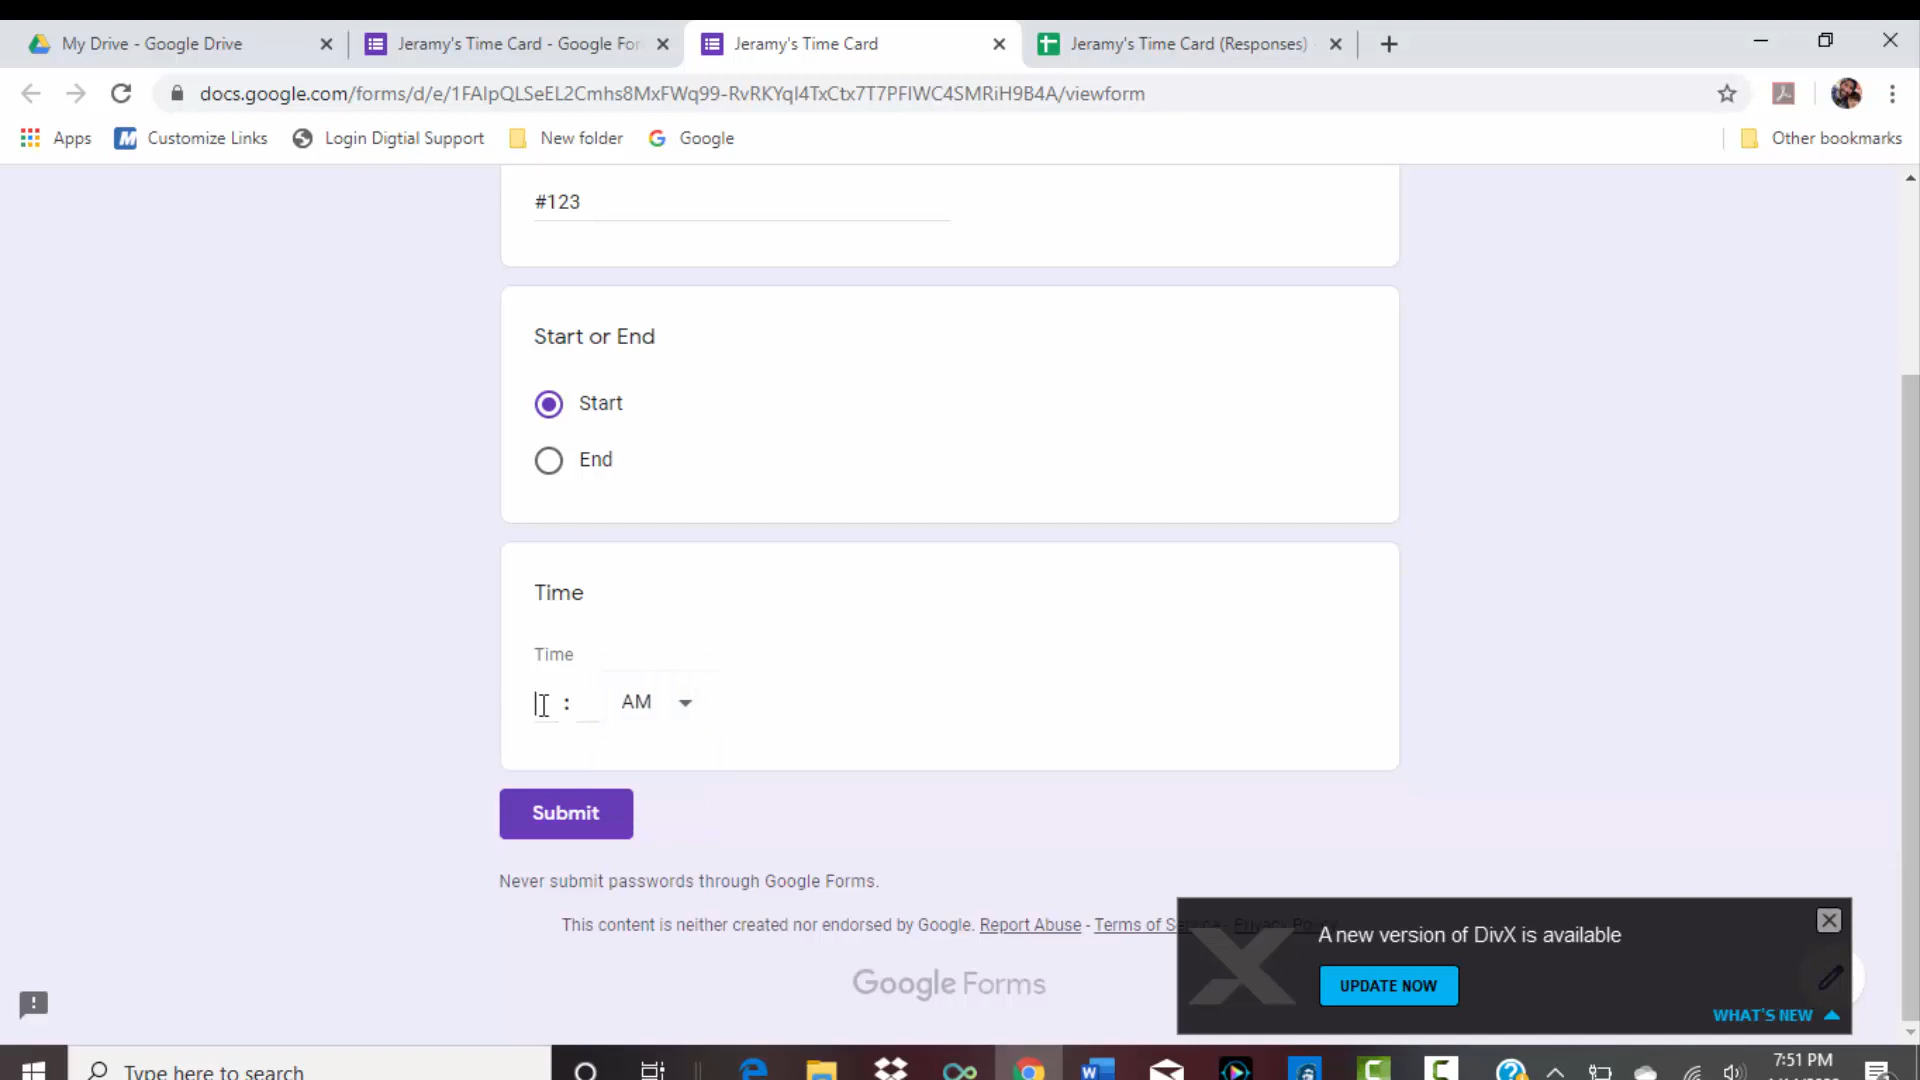 My Drive - Google Drive
Jeramy's Time Card - Google For
Jeramy's Time Card
Jeramy's Time Card (Responses)
docs.google.com/forms/d/e/1FAIpQLSeEL2Cmhs8MxFWq99-RvRKYqI4TxCtx7T7PFIWC4SMRiH9B4A/viewform
Apps
Customize Links
Login Digtial Support
New folder
Google
Other bookmarks
#123
Start or End
Start
End
Time
Time
: AM
Submit
Never submit passwords through Google Forms.
This content is neither created nor endorsed by Google. Report Abuse - Terms of Service - Privacy Policy
Google Forms
A new version of DivX is available
UPDATE NOW
WHAT'S NEW
Type here to search
7:51 PM